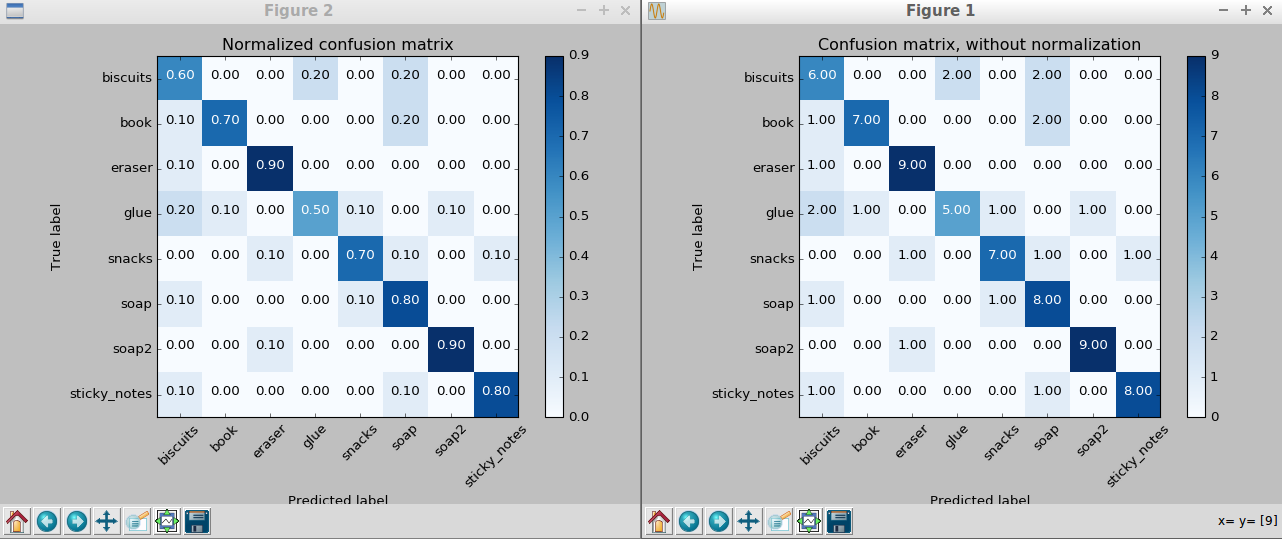 Figure 2
Normalized confusion matrix
biscuits 0.60 0.00 0.00 0.20 0.00 0.20 0.00 0.00
book 0.10 0.70 0.00 0.00 0.00 0.20 0.00 0.00
eraser 0.10 0.00 0.90 0.00 0.00 0.00 0.00 0.00
glue 0.20 0.10 0.00 0.50 0.10 0.00 0.10 0.00
snacks 0.00 0.00 0.10 0.00 0.70 0.10 0.00 0.10
soap 0.10 0.00 0.00 0.00 0.10 0.80 0.00 0.00
soap2 0.00 0.00 0.10 0.00 0.00 0.00 0.90 0.00
sticky_notes 0.10 0.00 0.00 0.00 0.00 0.10 0.00 0.80
True label
biscuits book eraser glue snacks soap soap2 sticky_notes
Predicted label
0.9
0.8
0.7
0.6
0.5
0.4
0.3
0.2
0.1
0.0
Figure 1
Confusion matrix, without normalization
biscuits 6.00 0.00 0.00 2.00 0.00 2.00 0.00 0.00
book 1.00 7.00 0.00 0.00 0.00 2.00 0.00 0.00
eraser 1.00 0.00 9.00 0.00 0.00 0.00 0.00 0.00
glue 2.00 1.00 0.00 5.00 1.00 0.00 1.00 0.00
snacks 0.00 0.00 1.00 0.00 7.00 1.00 0.00 1.00
soap 1.00 0.00 0.00 0.00 1.00 8.00 0.00 0.00
soap2 0.00 0.00 1.00 0.00 0.00 0.00 9.00 0.00
sticky_notes 1.00 0.00 0.00 0.00 0.00 1.00 0.00 8.00
True label
biscuits book eraser glue snacks soap soap2 sticky_notes
Predicted label
9
8
7
6
5
4
3
2
1
0
x= y= [9]